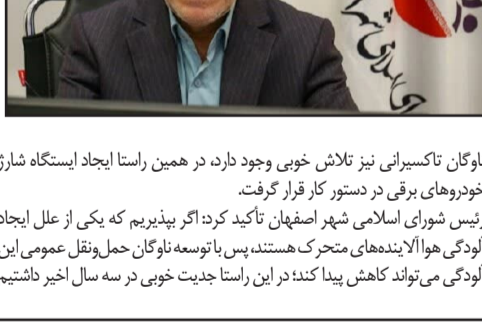 ناوگان تاکسیرانی نیز تلاش خوبی وجود دارد، در همین راستا ایجاد ایستگاه شارژ
خودروهای برقی در دستور کار قرار گرفت.
رئیس شورای اسلامی شهر اصفهان تأکید کرد: اگر بپذیریم که یکی از علل ایجاد
آلودگی هوا آلاینده‌های متحرک هستند، پس با توسعه ناوگان حمل‌ونقل عمومی این
آلودگی می‌تواند کاهش پیدا کند؛ در این راستا جدیت خوبی در سه سال اخیر داشتیم